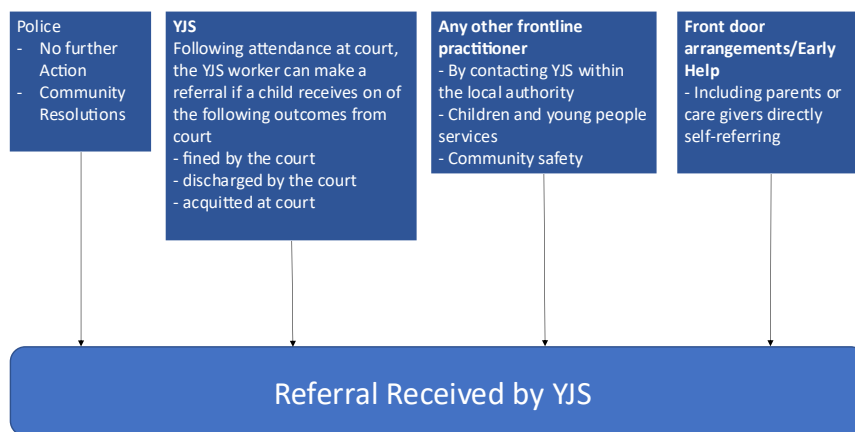 Police
- No further
Action
- Community
Resolutions
YJS
Following attendance at court,
the YJS worker can make a
referral if a child receives on of
the following outcomes from
court
- fined by the court
- discharged by the court
- acquitted at court
Any other frontline
practitioner
- By contacting YJS within
the local authority
- Children and young people
services
- Community safety
Front door
arrangements/Early
Help
- Including parents or
care givers directly
self-referring
Referral Received by YJS